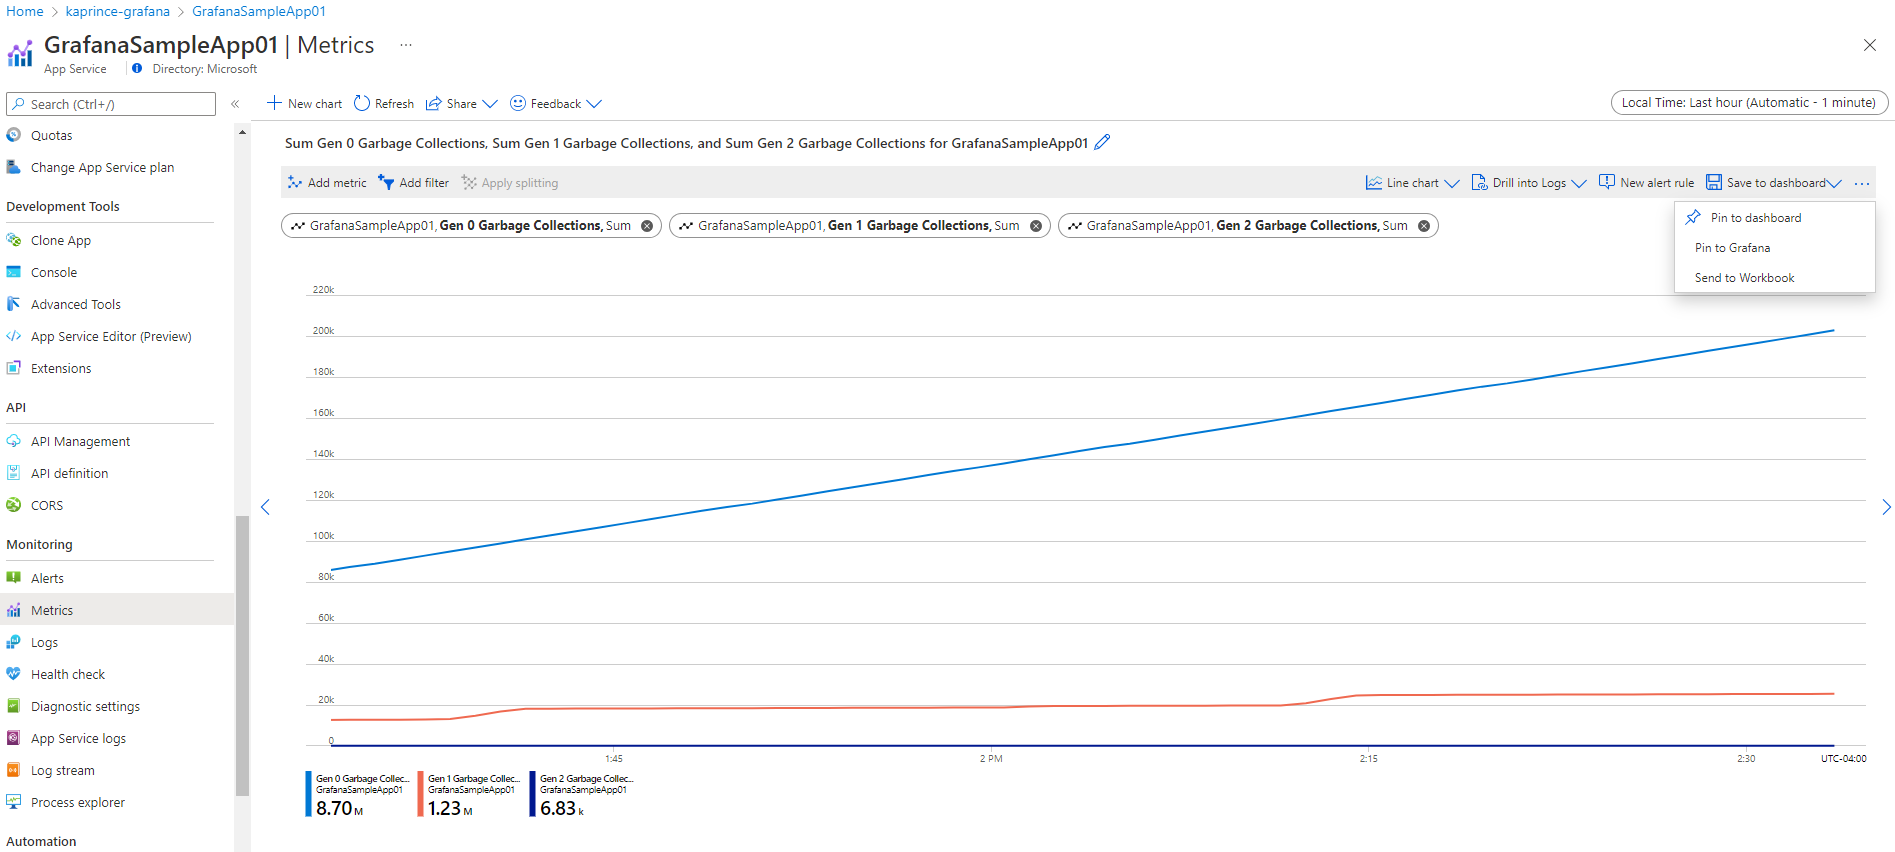 Home > kaprince-grafana > GrafanaSampleApp01
GrafanaSampleApp01 | Metrics ...
App Service
Directory: Microsoft
Search (Ctrl+/)
«
New chart
Refresh
Share
Feedback
Local Time: Last hour (Automatic - 1 minute)
Quotas
Change App Service plan
Development Tools
Clone App
Console
Advanced Tools
App Service Editor (Preview)
Extensions
API
API Management
API definition
CORS
Monitoring
Alerts
Metrics
Logs
Health check
Diagnostic settings
App Service logs
Log stream
Process explorer
Automation
Sum Gen 0 Garbage Collections, Sum Gen 1 Garbage Collections, and Sum Gen 2 Garbage Collections for GrafanaSampleApp01
Add metric
Add filter
Apply splitting
Line chart
Drill into Logs
New alert rule
Save to dashboard
...
Pin to dashboard
Pin to Grafana
Send to Workbook
GrafanaSampleApp01, Gen 0 Garbage Collections, Sum
GrafanaSampleApp01, Gen 1 Garbage Collections, Sum
GrafanaSampleApp01, Gen 2 Garbage Collections, Sum
220k
200k
180k
160k
140k
120k
100k
80k
60k
40k
20k
0
1:45
2 PM
2:15
2:30
UTC-04:00
Gen 0 Garbage Collec...
GrafanaSampleApp01
8.70 M
Gen 1 Garbage Collec...
GrafanaSampleApp01
1.23 M
Gen 2 Garbage Collec...
GrafanaSampleApp01
6.83 k